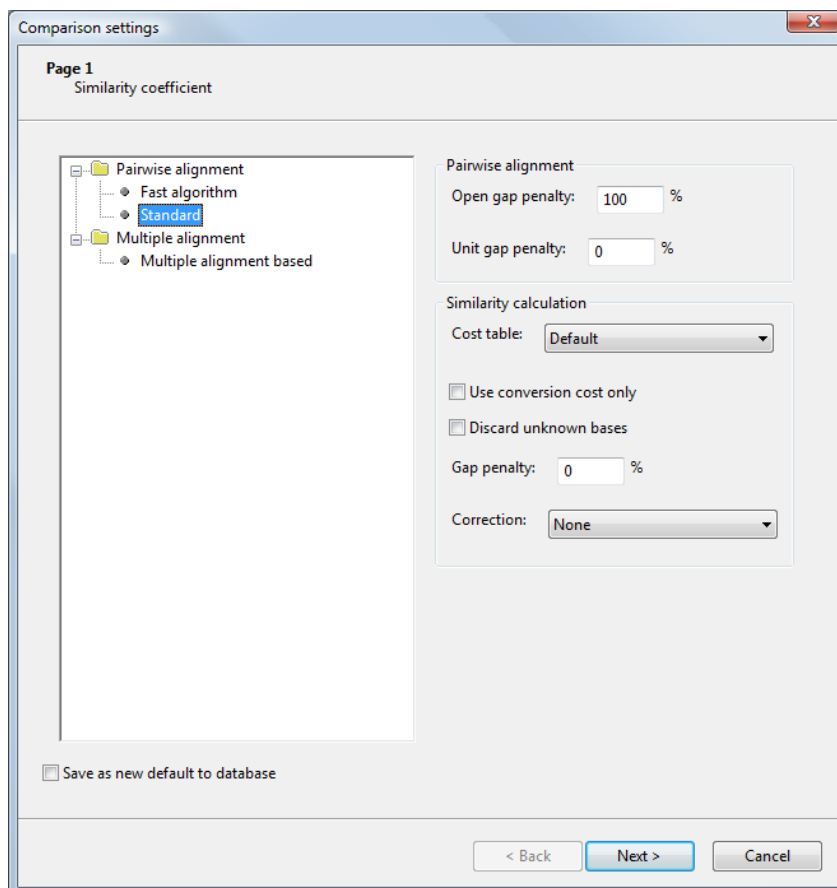 Comparison settings
Page 1
Similarity coefficient
Pairwise alignment
Fast algorithm
Standard
Multiple alignment
Multiple alignment based
Pairwise alignment
Open gap penalty: 100 %
Unit gap penalty: 0 %
Similarity calculation
Cost table: Default
Use conversion cost only
Discard unknown bases
Gap penalty: 0 %
Correction: None
Save as new default to database
< Back Next > Cancel